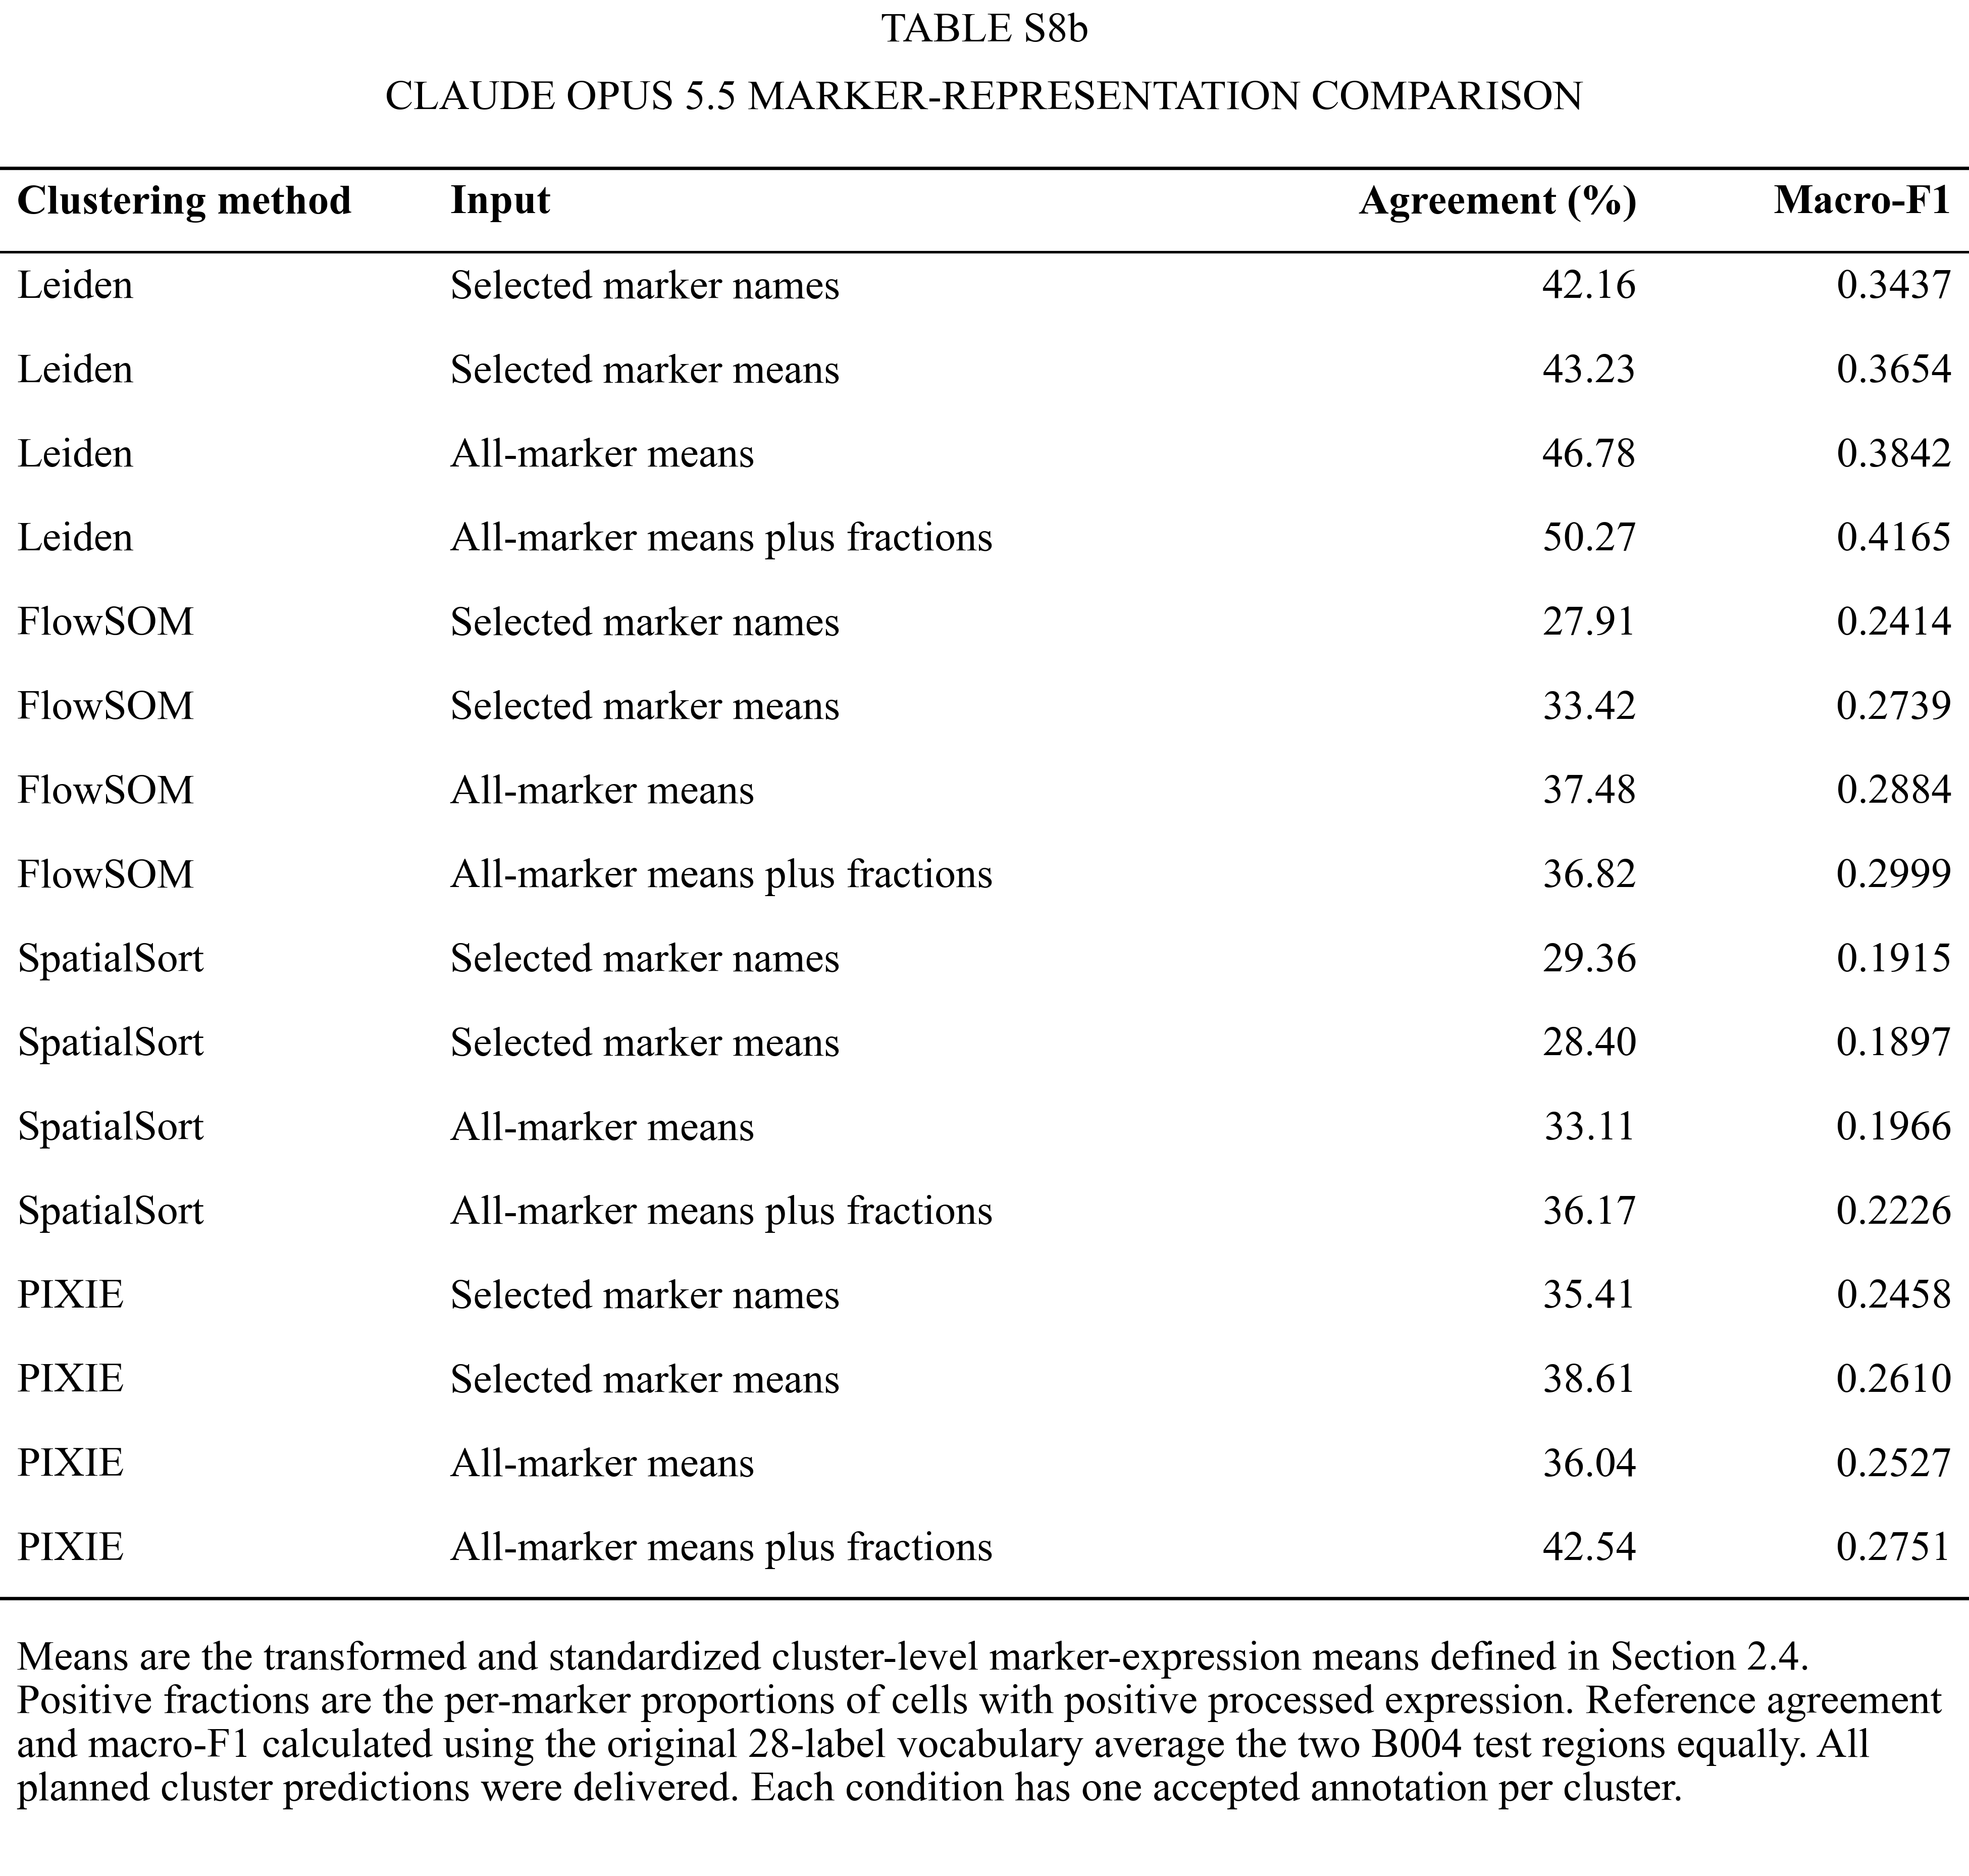 TABLE S8b
CLAUDE OPUS 5.5 MARKER-REPRESENTATION COMPARISON
Clustering method Input Agreement (%) Macro-F1
Leiden Selected marker names 42.16 0.3437
Leiden Selected marker means 43.23 0.3654
Leiden All-marker means 46.78 0.3842
Leiden All-marker means plus fractions 50.27 0.4165
FlowSOM Selected marker names 27.91 0.2414
FlowSOM Selected marker means 33.42 0.2739
FlowSOM All-marker means 37.48 0.2884
FlowSOM All-marker means plus fractions 36.82 0.2999
SpatialSort Selected marker names 29.36 0.1915
SpatialSort Selected marker means 28.40 0.1897
SpatialSort All-marker means 33.11 0.1966
SpatialSort All-marker means plus fractions 36.17 0.2226
PIXIE Selected marker names 35.41 0.2458
PIXIE Selected marker means 38.61 0.2610
PIXIE All-marker means 36.04 0.2527
PIXIE All-marker means plus fractions 42.54 0.2751
Means are the transformed and standardized cluster-level marker-expression means defined in Section 2.4.
Positive fractions are the per-marker proportions of cells with positive processed expression. Reference agreement
and macro-F1 calculated using the original 28-label vocabulary average the two B004 test regions equally. All
planned cluster predictions were delivered. Each condition has one accepted annotation per cluster.